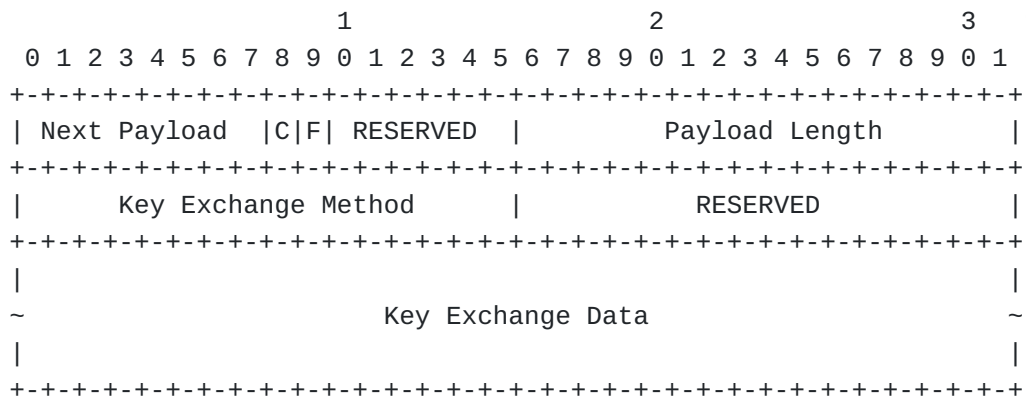 1                   2                   3
 0 1 2 3 4 5 6 7 8 9 0 1 2 3 4 5 6 7 8 9 0 1 2 3 4 5 6 7 8 9 0 1
+-+-+-+-+-+-+-+-+-+-+-+-+-+-+-+-+-+-+-+-+-+-+-+-+-+-+-+-+-+-+-+-+
| Next Payload  |C|F| RESERVED  |         Payload Length        |
+-+-+-+-+-+-+-+-+-+-+-+-+-+-+-+-+-+-+-+-+-+-+-+-+-+-+-+-+-+-+-+-+
|      Key Exchange Method      |           RESERVED            |
+-+-+-+-+-+-+-+-+-+-+-+-+-+-+-+-+-+-+-+-+-+-+-+-+-+-+-+-+-+-+-+-+
|                                                               |
~                       Key Exchange Data                       ~
|                                                               |
+-+-+-+-+-+-+-+-+-+-+-+-+-+-+-+-+-+-+-+-+-+-+-+-+-+-+-+-+-+-+-+-+